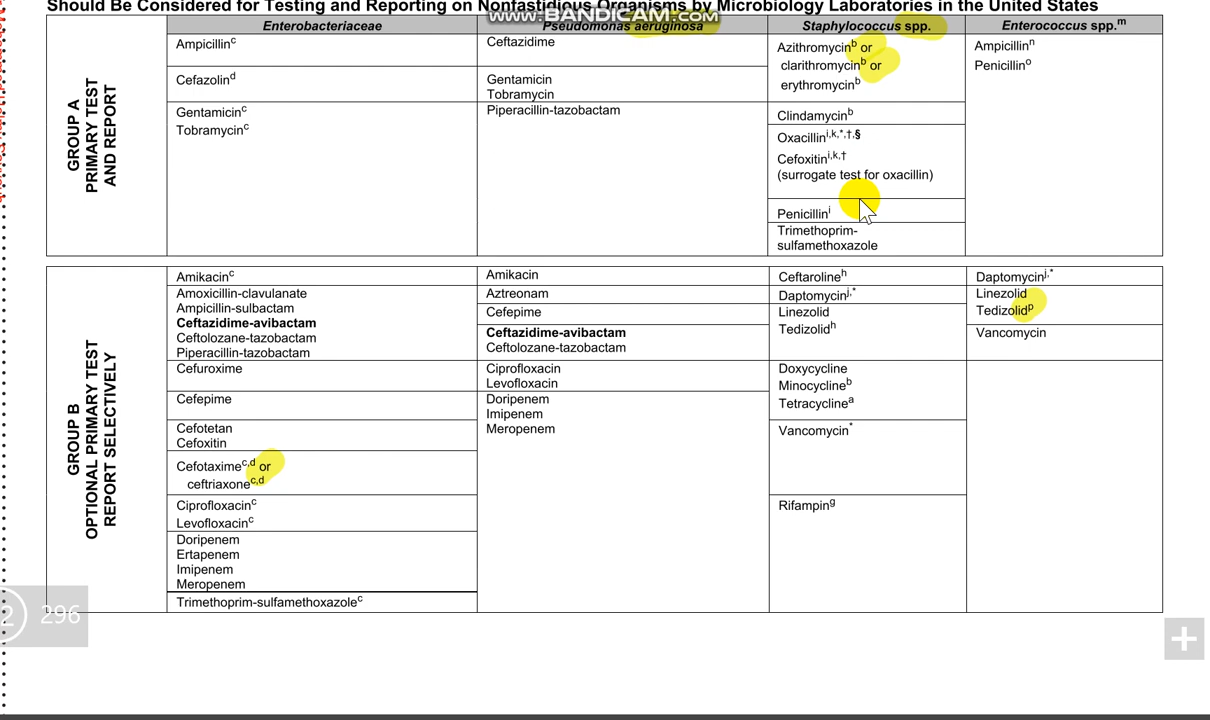 Should Be Considered for Testing and Reporting on Nonfastidious Organisms by Microbiology Laboratories in the United States
WWW.BANDICAM.COM
Enterobacteriaceae
Pseudomonas aeruginosa
Staphylococcus spp.
Enterococcus spp.m
GROUP A
PRIMARY TEST
AND REPORT
Ampicillinc
Cefazolind
Gentamicinc
Tobramycinc
Ceftazidime
Gentamicin
Tobramycin
Piperacillin-tazobactam
Azithromycinb or
clarithromycinb or
erythromycinb
Clindamycinb
Oxacillini,k,*,†,§
Cefoxitini,k,†
(surrogate test for oxacillin)
Penicillini
Trimethoprim-
sulfamethoxazole
Ampicillinn
Penicillino
GROUP B
OPTIONAL PRIMARY TEST
REPORT SELECTIVELY
Amikacinc
Amoxicillin-clavulanate
Ampicillin-sulbactam
Ceftazidime-avibactam
Ceftolozane-tazobactam
Piperacillin-tazobactam
Cefuroxime
Cefepime
Cefotetan
Cefoxitin
Cefotaximec,d or
ceftriaxonec,d
Ciprofloxacinc
Levofloxacinc
Doripenem
Ertapenem
Imipenem
Meropenem
Trimethoprim-sulfamethoxazolec
Amikacin
Aztreonam
Cefepime
Ceftazidime-avibactam
Ceftolozane-tazobactam
Ciprofloxacin
Levofloxacin
Doripenem
Imipenem
Meropenem
Ceftarolineh
Daptomycinj,*
Linezolid
Tedizolidh
Doxycycline
Minocyclineb
Tetracyclinea
Vancomycin*
Rifamping
Daptomycinj,*
Linezolid
Tedizolidp
Vancomycin
2
296